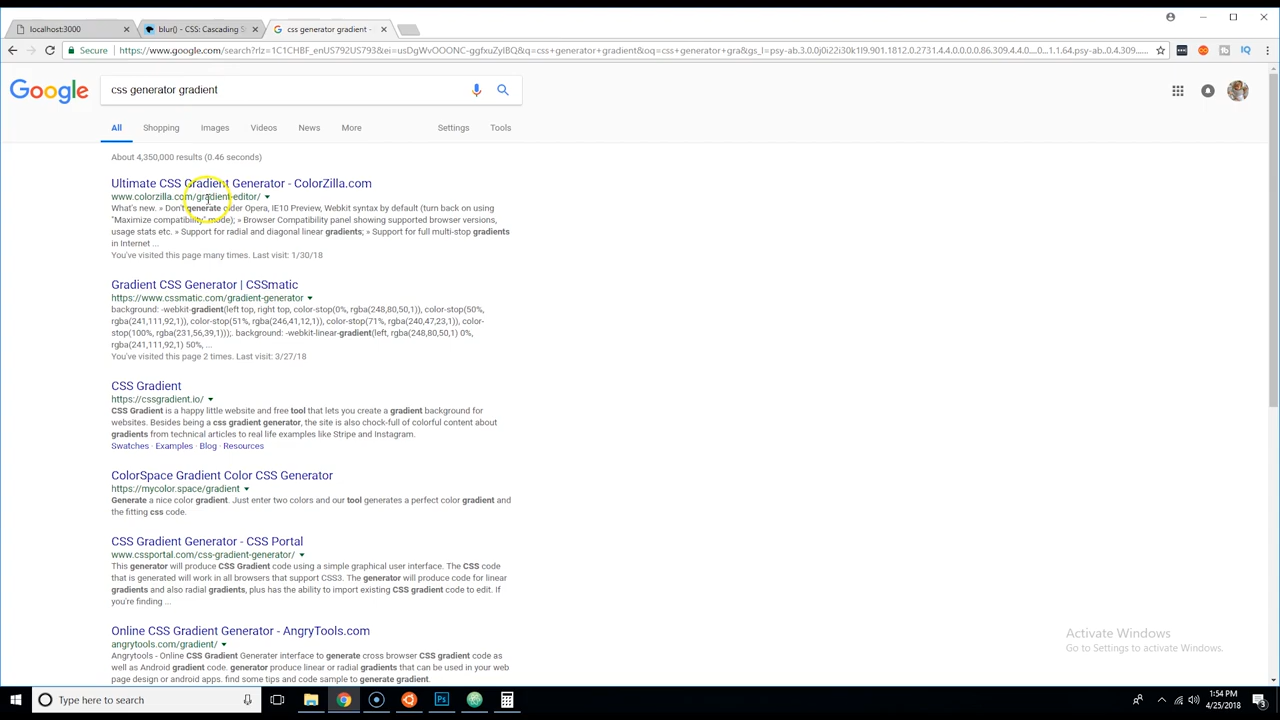 localhost:3000
blur() - CSS: Cascading S
css generator gradient -
Secure
https://www.google.com/search?rlz=1C1CHBF_enUS792US793&ei=usDgWvOOONC-ggfxuZyIBQ&q=css+generator+gradient&oq=css+generator+gra&gs_l=psy-ab.3.0.0j0i22i30k1l9.901.1812.0.2731.4.4.0.0.0.0.86.309.4.4.0....0...1.1.64.psy-ab..0.4.309....
Google
css generator gradient
All
Shopping
Images
Videos
News
More
Settings
Tools
About 4,350,000 results (0.46 seconds)
Ultimate CSS Gradient Generator - ColorZilla.com
www.colorzilla.com/gradient-editor/
What's new. » Don't generate older Opera, IE10 Preview, Webkit syntax by default (turn back on using
"Maximize compatibility" mode); » Browser Compatibility panel showing supported browser versions,
usage stats etc. » Support for radial and diagonal linear gradients; » Support for full multi-stop gradients
in Internet ...
You've visited this page many times. Last visit: 1/30/18
Gradient CSS Generator | CSSmatic
https://www.cssmatic.com/gradient-generator
background: -webkit-gradient(left top, right top, color-stop(0%, rgba(248,80,50,1)), color-stop(50%,
rgba(241,111,92,1)), color-stop(51%, rgba(246,41,12,1)), color-stop(71%, rgba(240,47,23,1)), color-
stop(100%, rgba(231,56,39,1)));. background: -webkit-linear-gradient(left, rgba(248,80,50,1) 0%,
rgba(241,111,92,1) 50%, ...
You've visited this page 2 times. Last visit: 3/27/18
CSS Gradient
https://cssgradient.io/
CSS Gradient is a happy little website and free tool that lets you create a gradient background for
websites. Besides being a css gradient generator, the site is also chock-full of colorful content about
gradients from technical articles to real life examples like Stripe and Instagram.
Swatches · Examples · Blog · Resources
ColorSpace Gradient Color CSS Generator
https://mycolor.space/gradient
Generate a nice color gradient. Just enter two colors and our tool generates a perfect color gradient and
the fitting css code.
CSS Gradient Generator - CSS Portal
www.cssportal.com/css-gradient-generator/
This generator will produce CSS Gradient code using a simple graphical user interface. The CSS code
that is generated will work in all browsers that support CSS3. The generator will produce code for linear
gradients and also radial gradients, plus has the ability to import existing CSS gradient code to edit. If
you're finding ...
Online CSS Gradient Generator - AngryTools.com
angrytools.com/gradient/
Angrytools - Online CSS Gradient Generator interface to generate cross browser CSS gradient code as
well as Android gradient code. generator produce linear or radial gradients that can be used in your web
page design or android apps. find some tips and code sample to generate gradient.
Activate Windows
Go to Settings to activate Windows.
Type here to search
1:54 PM
4/25/2018